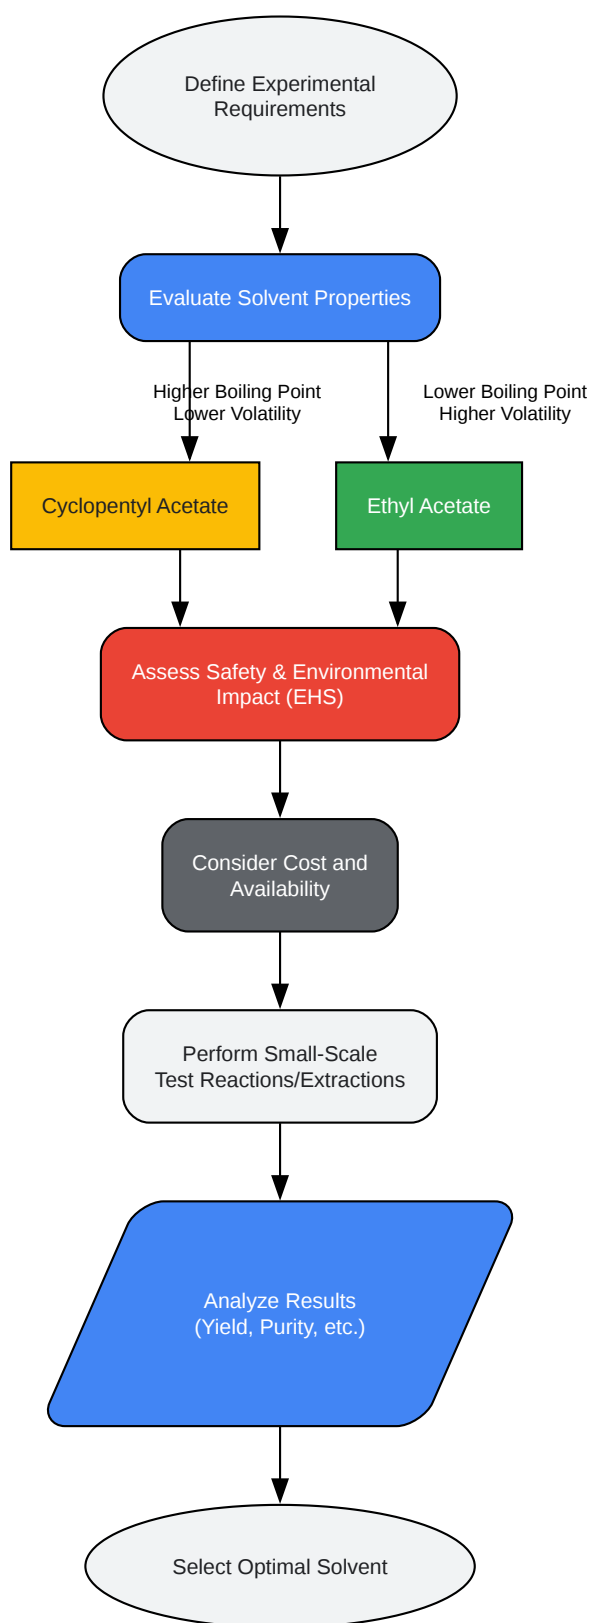 Define Experimental
Requirements
Evaluate Solvent Properties
Higher Boiling Point
Lower Volatility
Lower Boiling Point
Higher Volatility
Cyclopentyl Acetate
Ethyl Acetate
Assess Safety & Environmental
Impact (EHS)
Consider Cost and
Availability
Perform Small-Scale
Test Reactions/Extractions
Analyze Results
(Yield, Purity, etc.)
Select Optimal Solvent